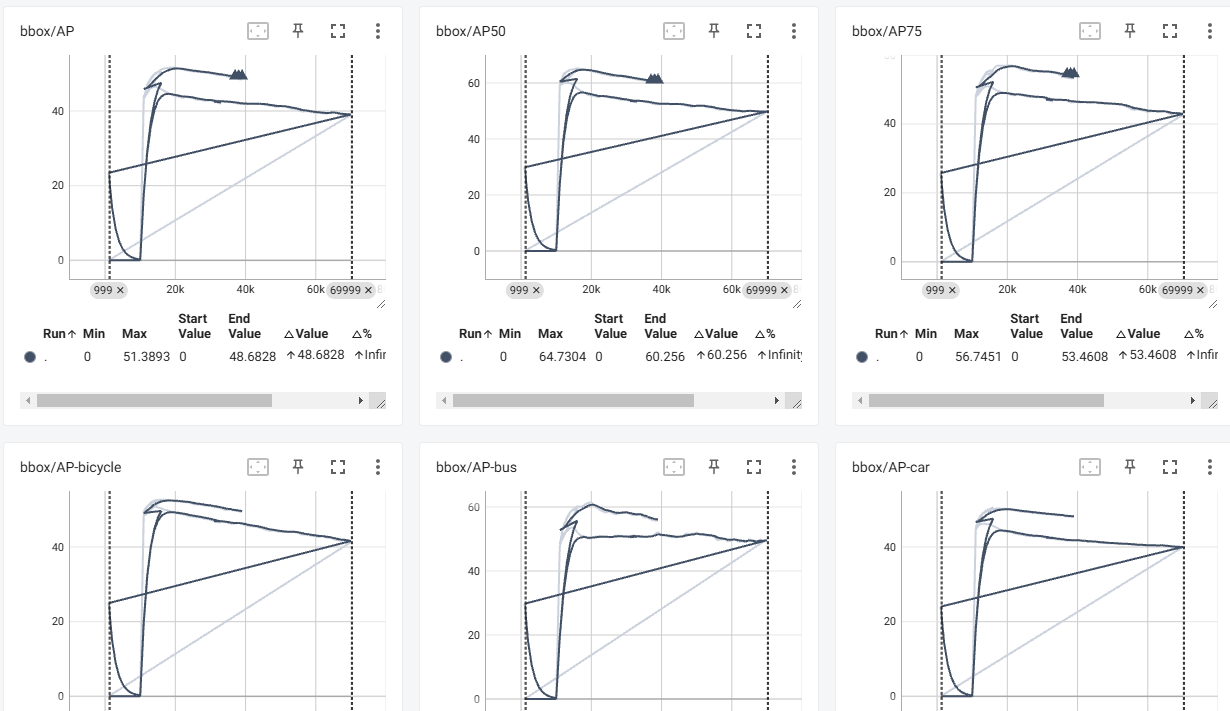 bbox/AP
40
20
0
999 ×
20k
40k
60k
69999 ×
Run↑ Min Max Start Value End Value △Value △%
. 0 51.3893 0 48.6828 ↑48.6828 ↑Infir
bbox/AP50
60
40
20
0
999 ×
20k
40k
60k
69999 ×
Run↑ Min Max Start Value End Value △Value △%
. 0 64.7304 0 60.256 ↑60.256 ↑Infinity
bbox/AP75
40
20
0
999 ×
20k
40k
60k
69999 ×
Run↑ Min Max Start Value End Value △Value △%
. 0 56.7451 0 53.4608 ↑53.4608 ↑Infir
bbox/AP-bicycle
40
20
0
bbox/AP-bus
60
40
20
0
bbox/AP-car
40
20
0